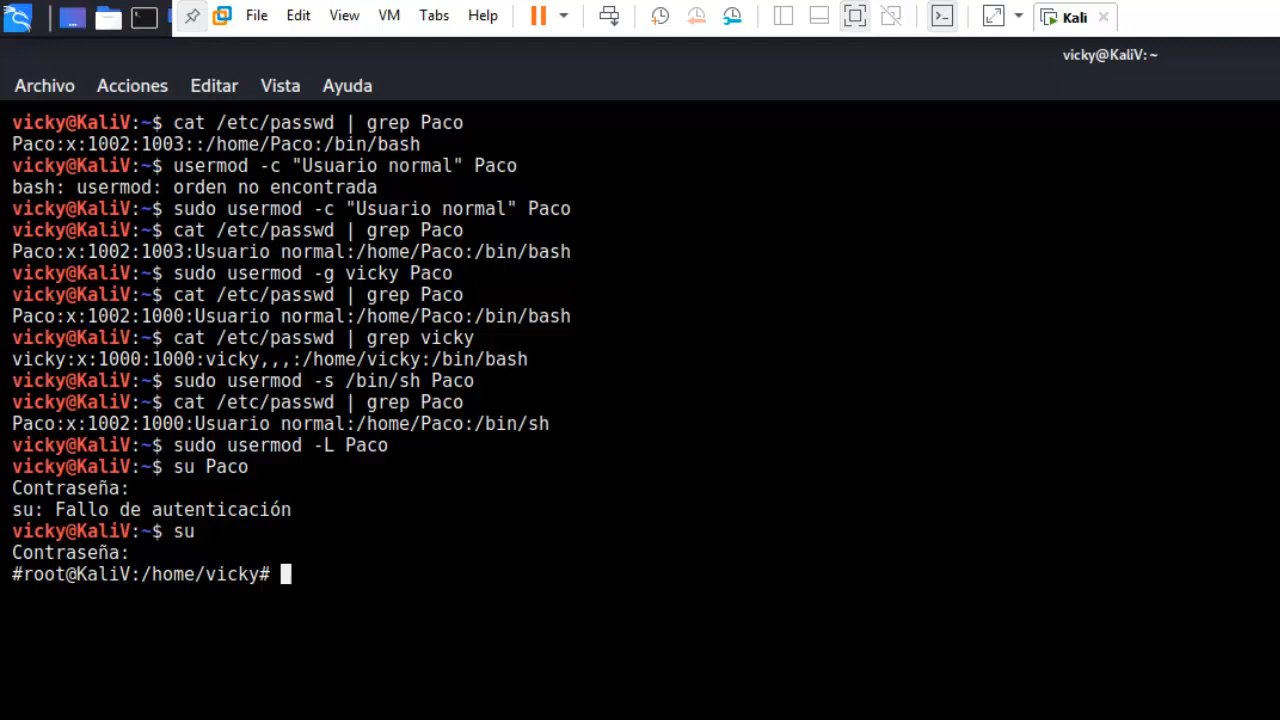 File Edit View VM Tabs Help Kali
vicky@KaliV: ~
Archivo Acciones Editar Vista Ayuda
vicky@KaliV:~$ cat /etc/passwd | grep Paco
Paco:x:1002:1003::/home/Paco:/bin/bash
vicky@KaliV:~$ usermod -c "Usuario normal" Paco
bash: usermod: orden no encontrada
vicky@KaliV:~$ sudo usermod -c "Usuario normal" Paco
vicky@KaliV:~$ cat /etc/passwd | grep Paco
Paco:x:1002:1003:Usuario normal:/home/Paco:/bin/bash
vicky@KaliV:~$ sudo usermod -g vicky Paco
vicky@KaliV:~$ cat /etc/passwd | grep Paco
Paco:x:1002:1000:Usuario normal:/home/Paco:/bin/bash
vicky@KaliV:~$ cat /etc/passwd | grep vicky
vicky:x:1000:1000:vicky,,,:/home/vicky:/bin/bash
vicky@KaliV:~$ sudo usermod -s /bin/sh Paco
vicky@KaliV:~$ cat /etc/passwd | grep Paco
Paco:x:1002:1000:Usuario normal:/home/Paco:/bin/sh
vicky@KaliV:~$ sudo usermod -L Paco
vicky@KaliV:~$ su Paco
Contraseña:
su: Fallo de autenticación
vicky@KaliV:~$ su
Contraseña:
#root@KaliV:/home/vicky#